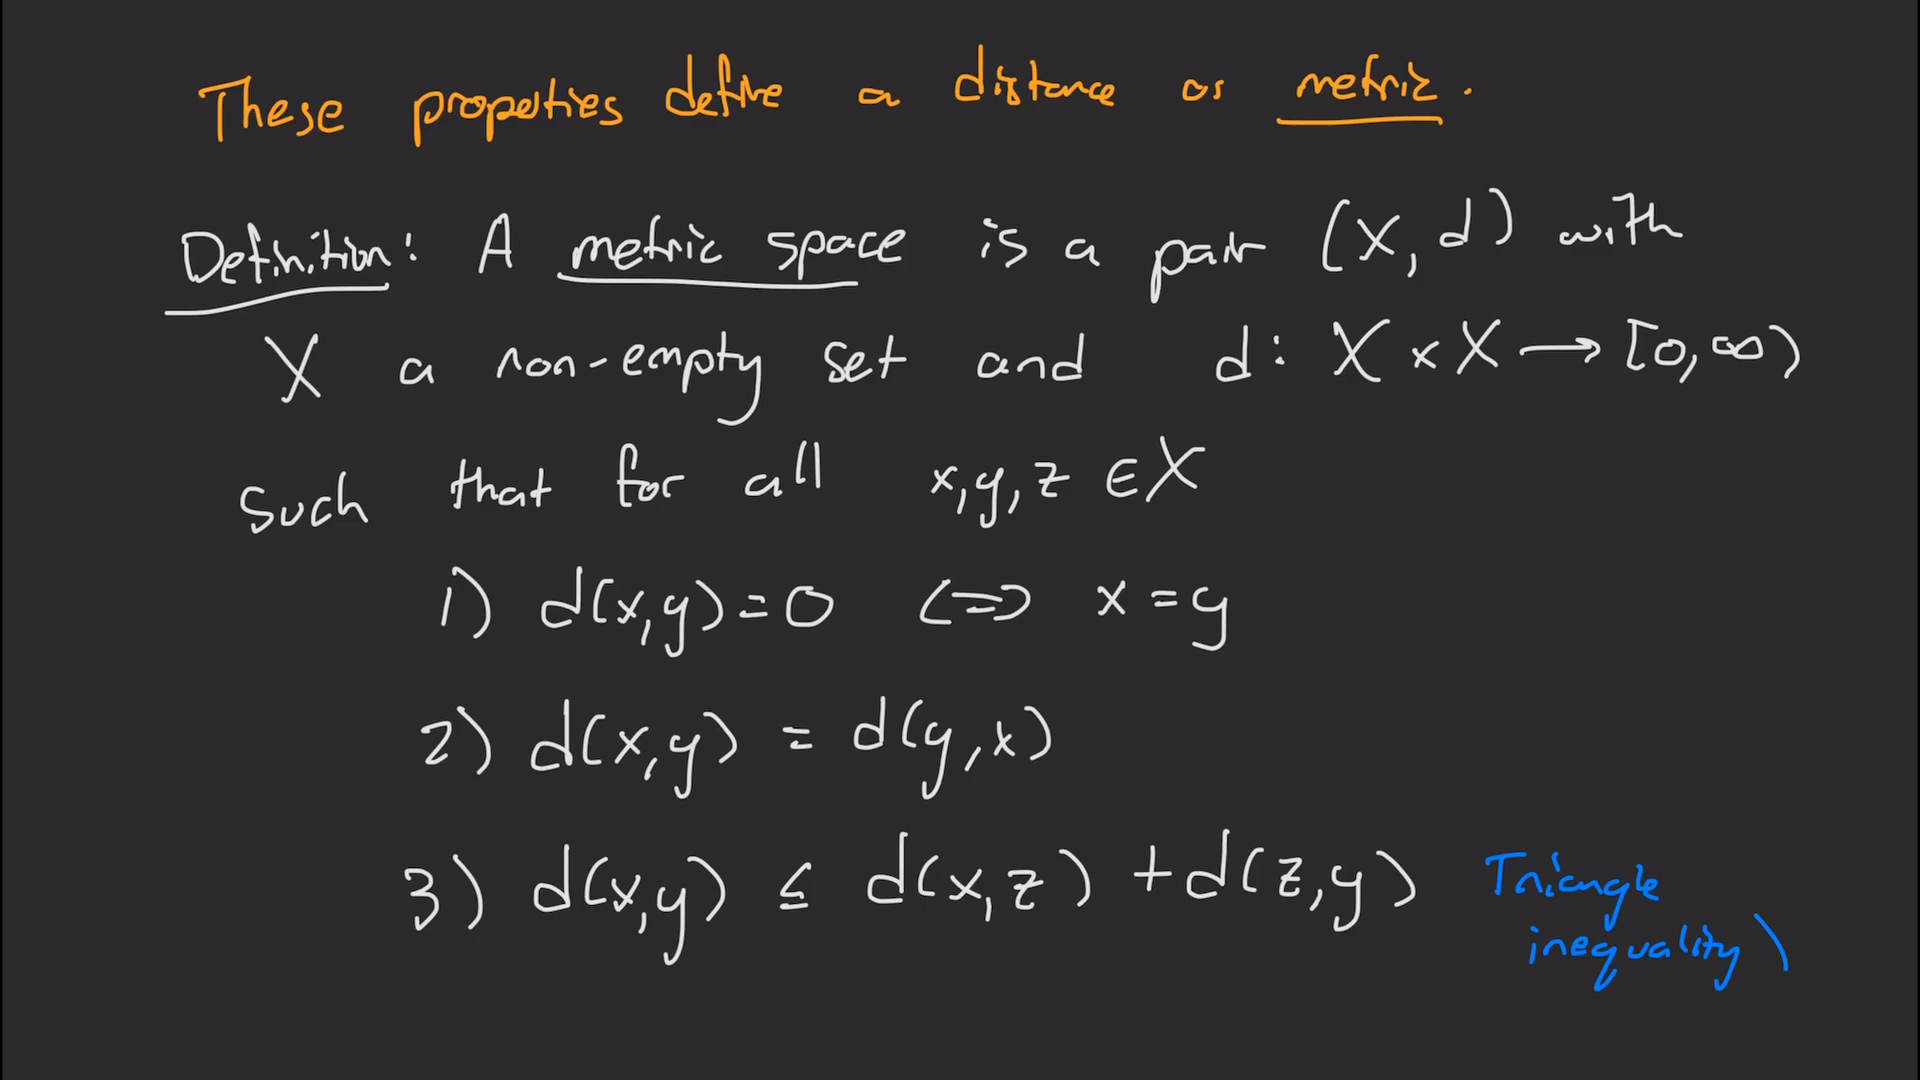 These properties define a distance or metric.
Definition: A metric space is a pair (X, d) with
X a non-empty set and d: X × X → [0, ∞)
such that for all x, y, z ∈ X
1) d(x,y) = 0 <=> x = y
2) d(x,y) = d(y,x)
3) d(x,y) ≤ d(x,z) + d(z,y) Triangle
inequality)